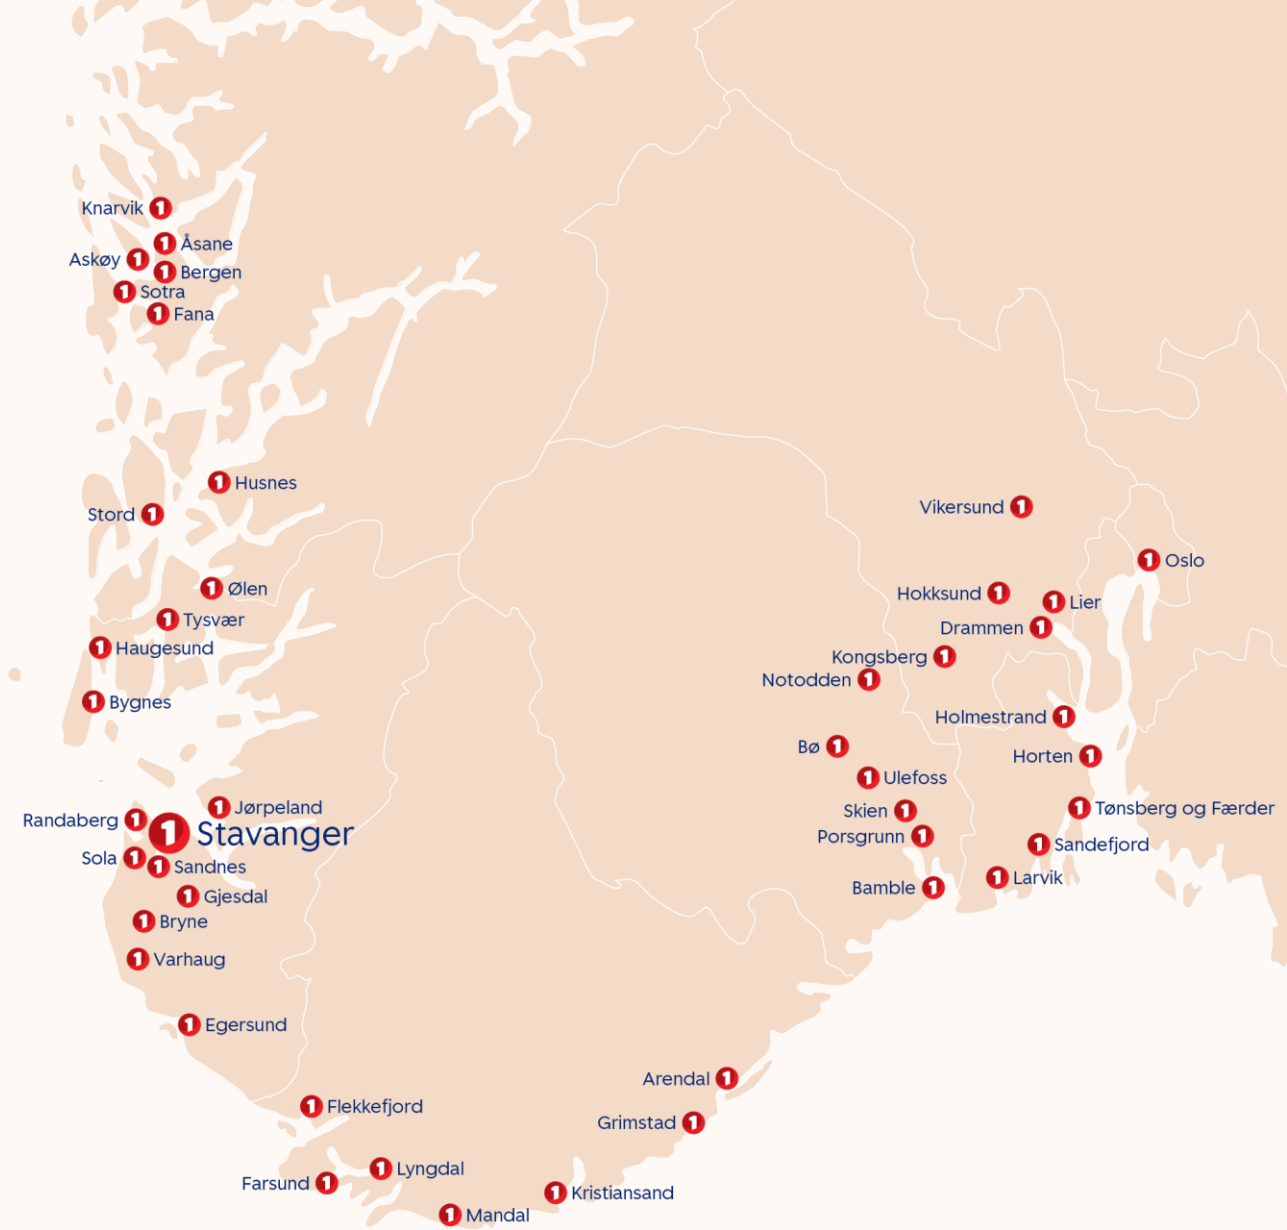 Knarvik
Åsane
Askøy
Bergen
Sotra
Fana
Husnes
Stord
Vikersund
Oslo
Ølen
Hokksund
Lier
Tysvær
Drammen
Haugesund
Kongsberg
Notodden
Bygnes
Holmestrand
Bø
Horten
Ulefoss
Jørpeland
Tønsberg og Færder
Skien
Randaberg
Stavanger
Porsgrunn
Sandefjord
Sola
Sandnes
Larvik
Bamble
Gjesdal
Bryne
Varhaug
Egersund
Arendal
Flekkefjord
Grimstad
Lyngdal
Farsund
Kristiansand
Mandal